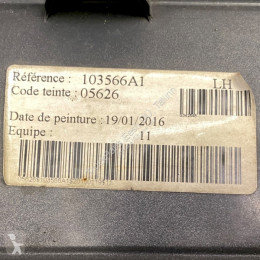 Référence : 103566A1 LH
Code teinte : 05626
Date de peinture : 19/01/2016
Equipe : 11